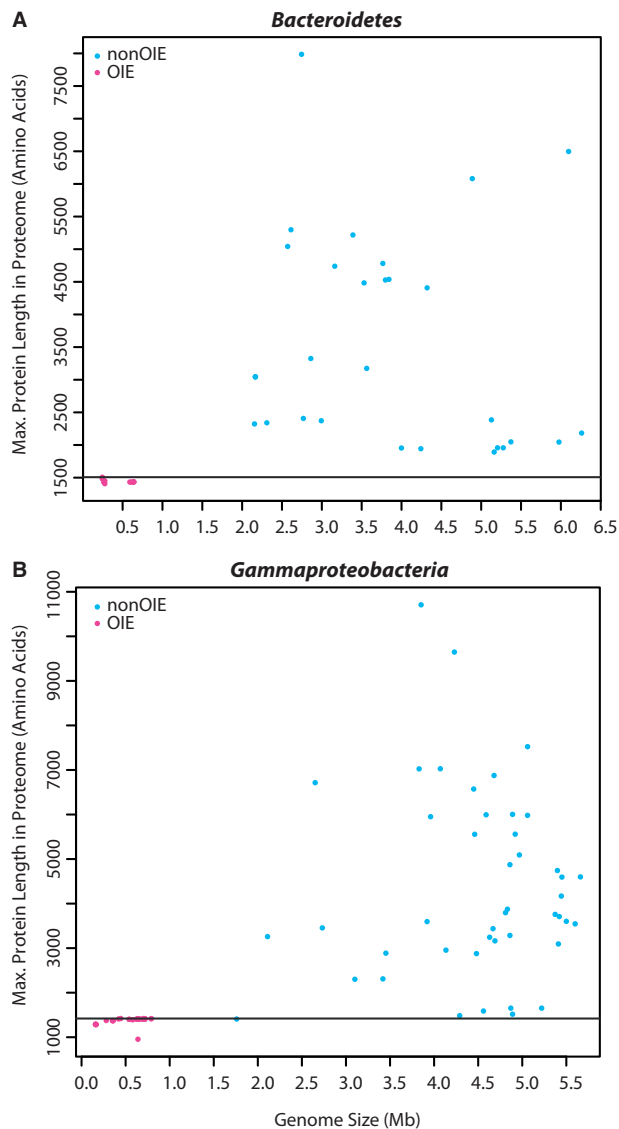 A
Bacteroidetes
nonOIE
OIE
Max. Protein Length in Proteome (Amino Acids)
7500
6500
5500
4500
3500
2500
1500
0.5 1.0 1.5 2.0 2.5 3.0 3.5 4.0 4.5 5.0 5.5 6.0 6.5
B
Gammaproteobacteria
nonOIE
OIE
Max. Protein Length in Proteome (Amino Acids)
11000
9000
7000
5000
3000
1000
0.0 0.5 1.0 1.5 2.0 2.5 3.0 3.5 4.0 4.5 5.0 5.5
Genome Size (Mb)